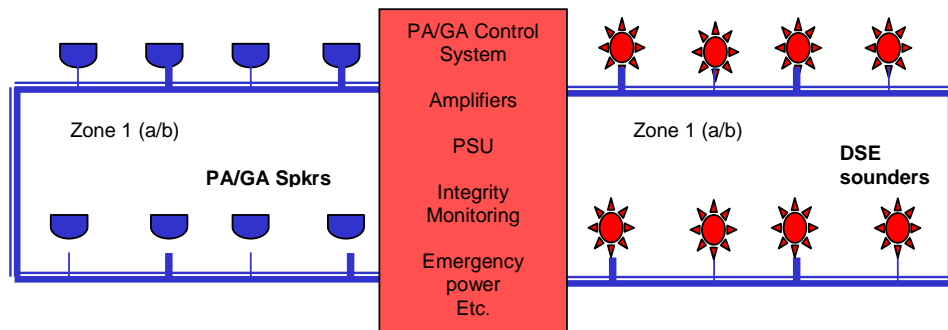 PA/GA Control
System
Amplifiers
PSU
Integrity
Monitoring
Emergency
power
Etc.
Zone 1 (a/b)
PA/GA Spkrs
Zone 1 (a/b)
DSE
sounders